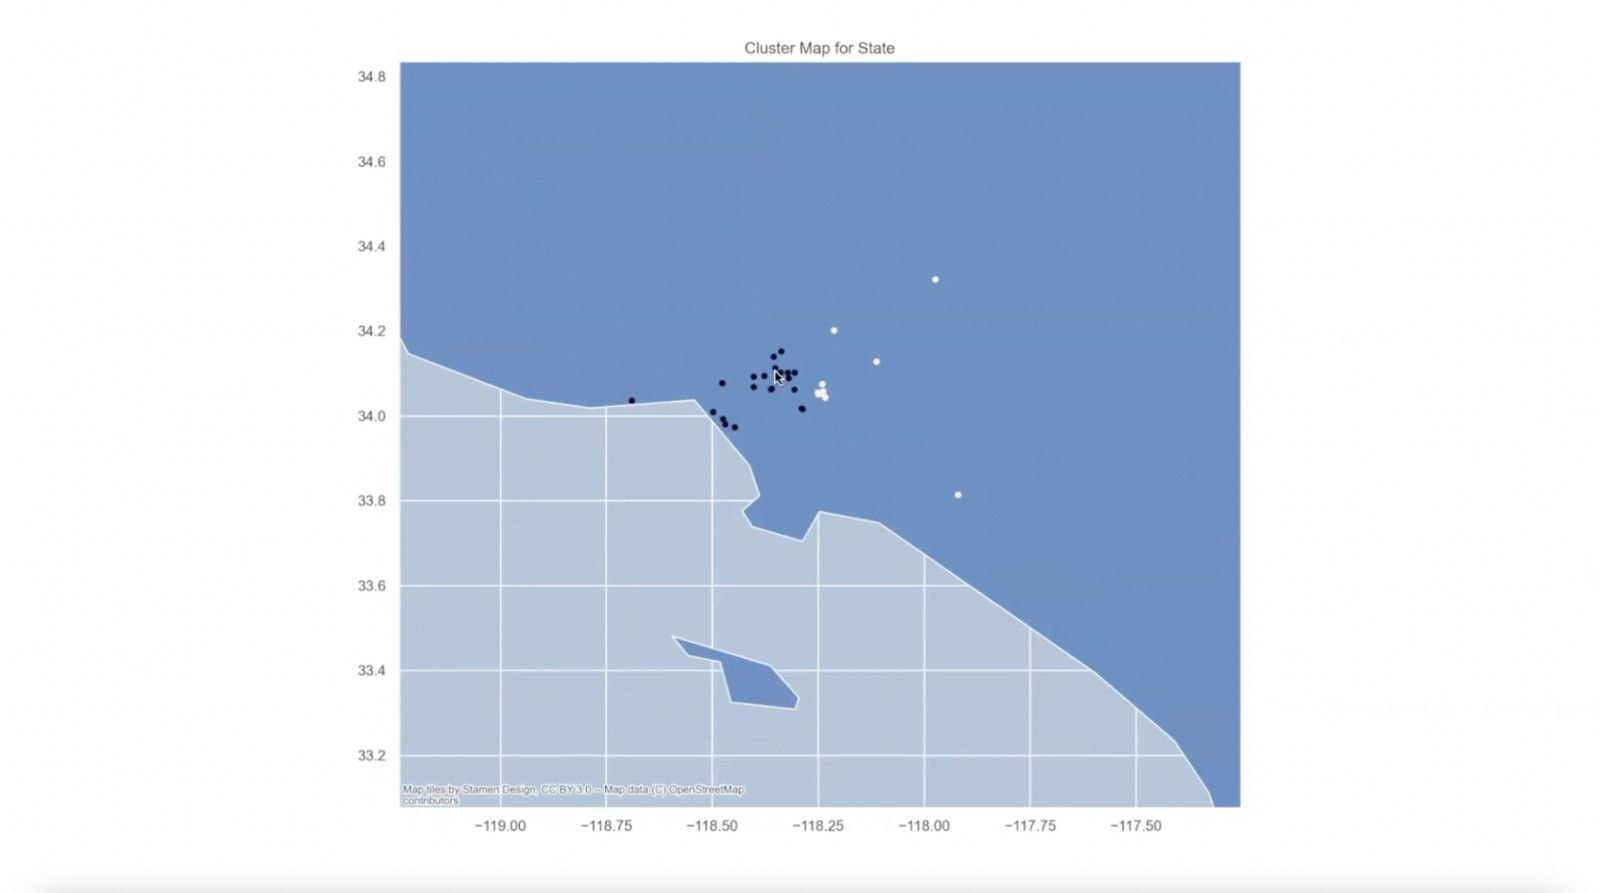 Cluster Map for State
34.8
34.6
34.4
34.2
34.0
33.8
33.6
33.4
33.2
Map tiles by Stamen Design, CC BY 3.0 -- Map data (C) OpenStreetMap
contributors
−119.00 −118.75 −118.50 −118.25 −118.00 −117.75 −117.50